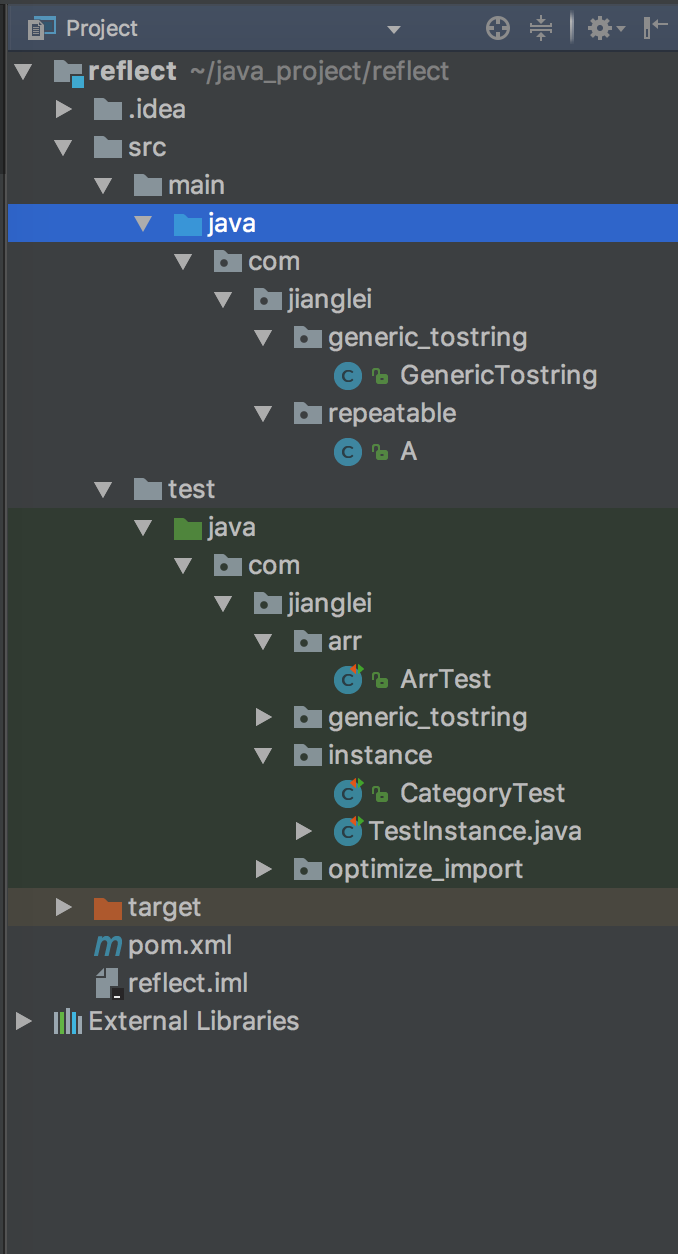 Project
reflect ~/java_project/reflect
.idea
src
main
java
com
jianglei
generic_tostring
C GenericTostring
repeatable
C A
test
java
com
jianglei
arr
C ArrTest
generic_tostring
instance
C CategoryTest
C TestInstance.java
optimize_import
target
m pom.xml
reflect.iml
External Libraries